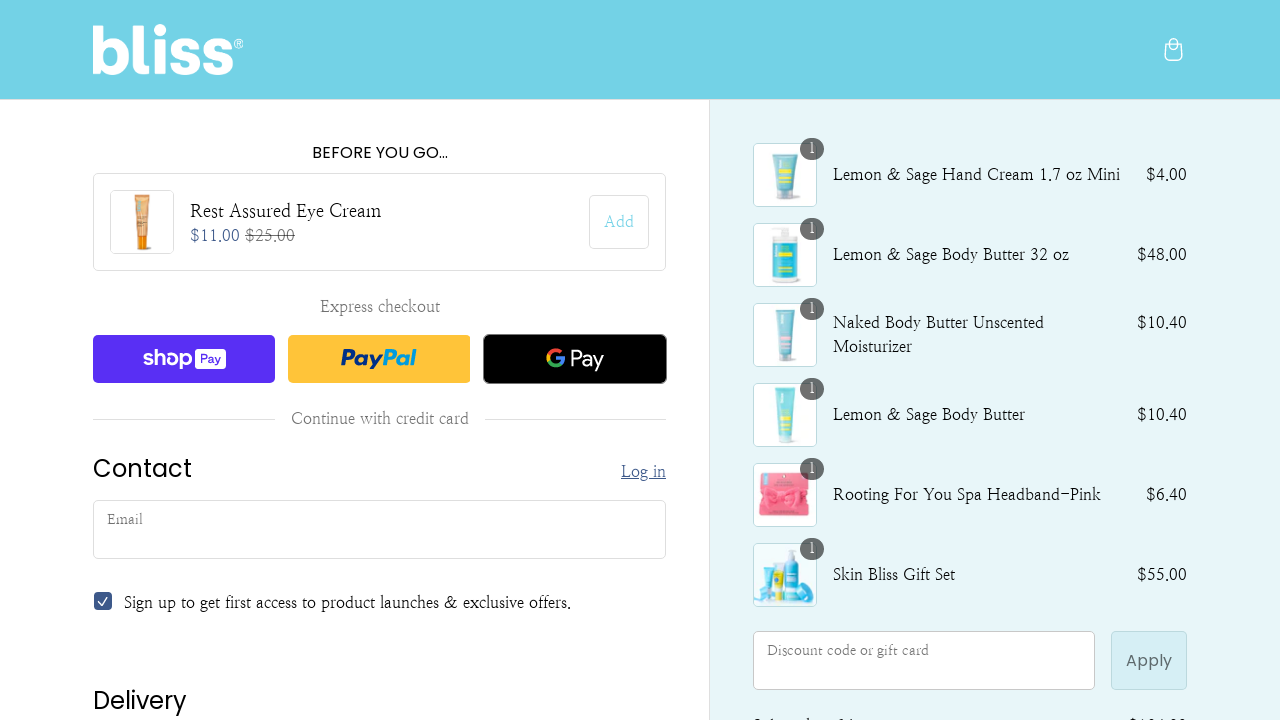 bliss®
BEFORE YOU GO...
Rest Assured Eye Cream
$11.00 $25.00
Add
Express checkout
shop Pay
PayPal
G Pay
Continue with credit card
Contact
Log in
Email
Sign up to get first access to product launches & exclusive offers.
Delivery
1
Lemon & Sage Hand Cream 1.7 oz Mini
$4.00
1
Lemon & Sage Body Butter 32 oz
$48.00
1
Naked Body Butter Unscented
Moisturizer
$10.40
1
Lemon & Sage Body Butter
$10.40
1
Rooting For You Spa Headband-Pink
$6.40
1
Skin Bliss Gift Set
$55.00
Discount code or gift card
Apply